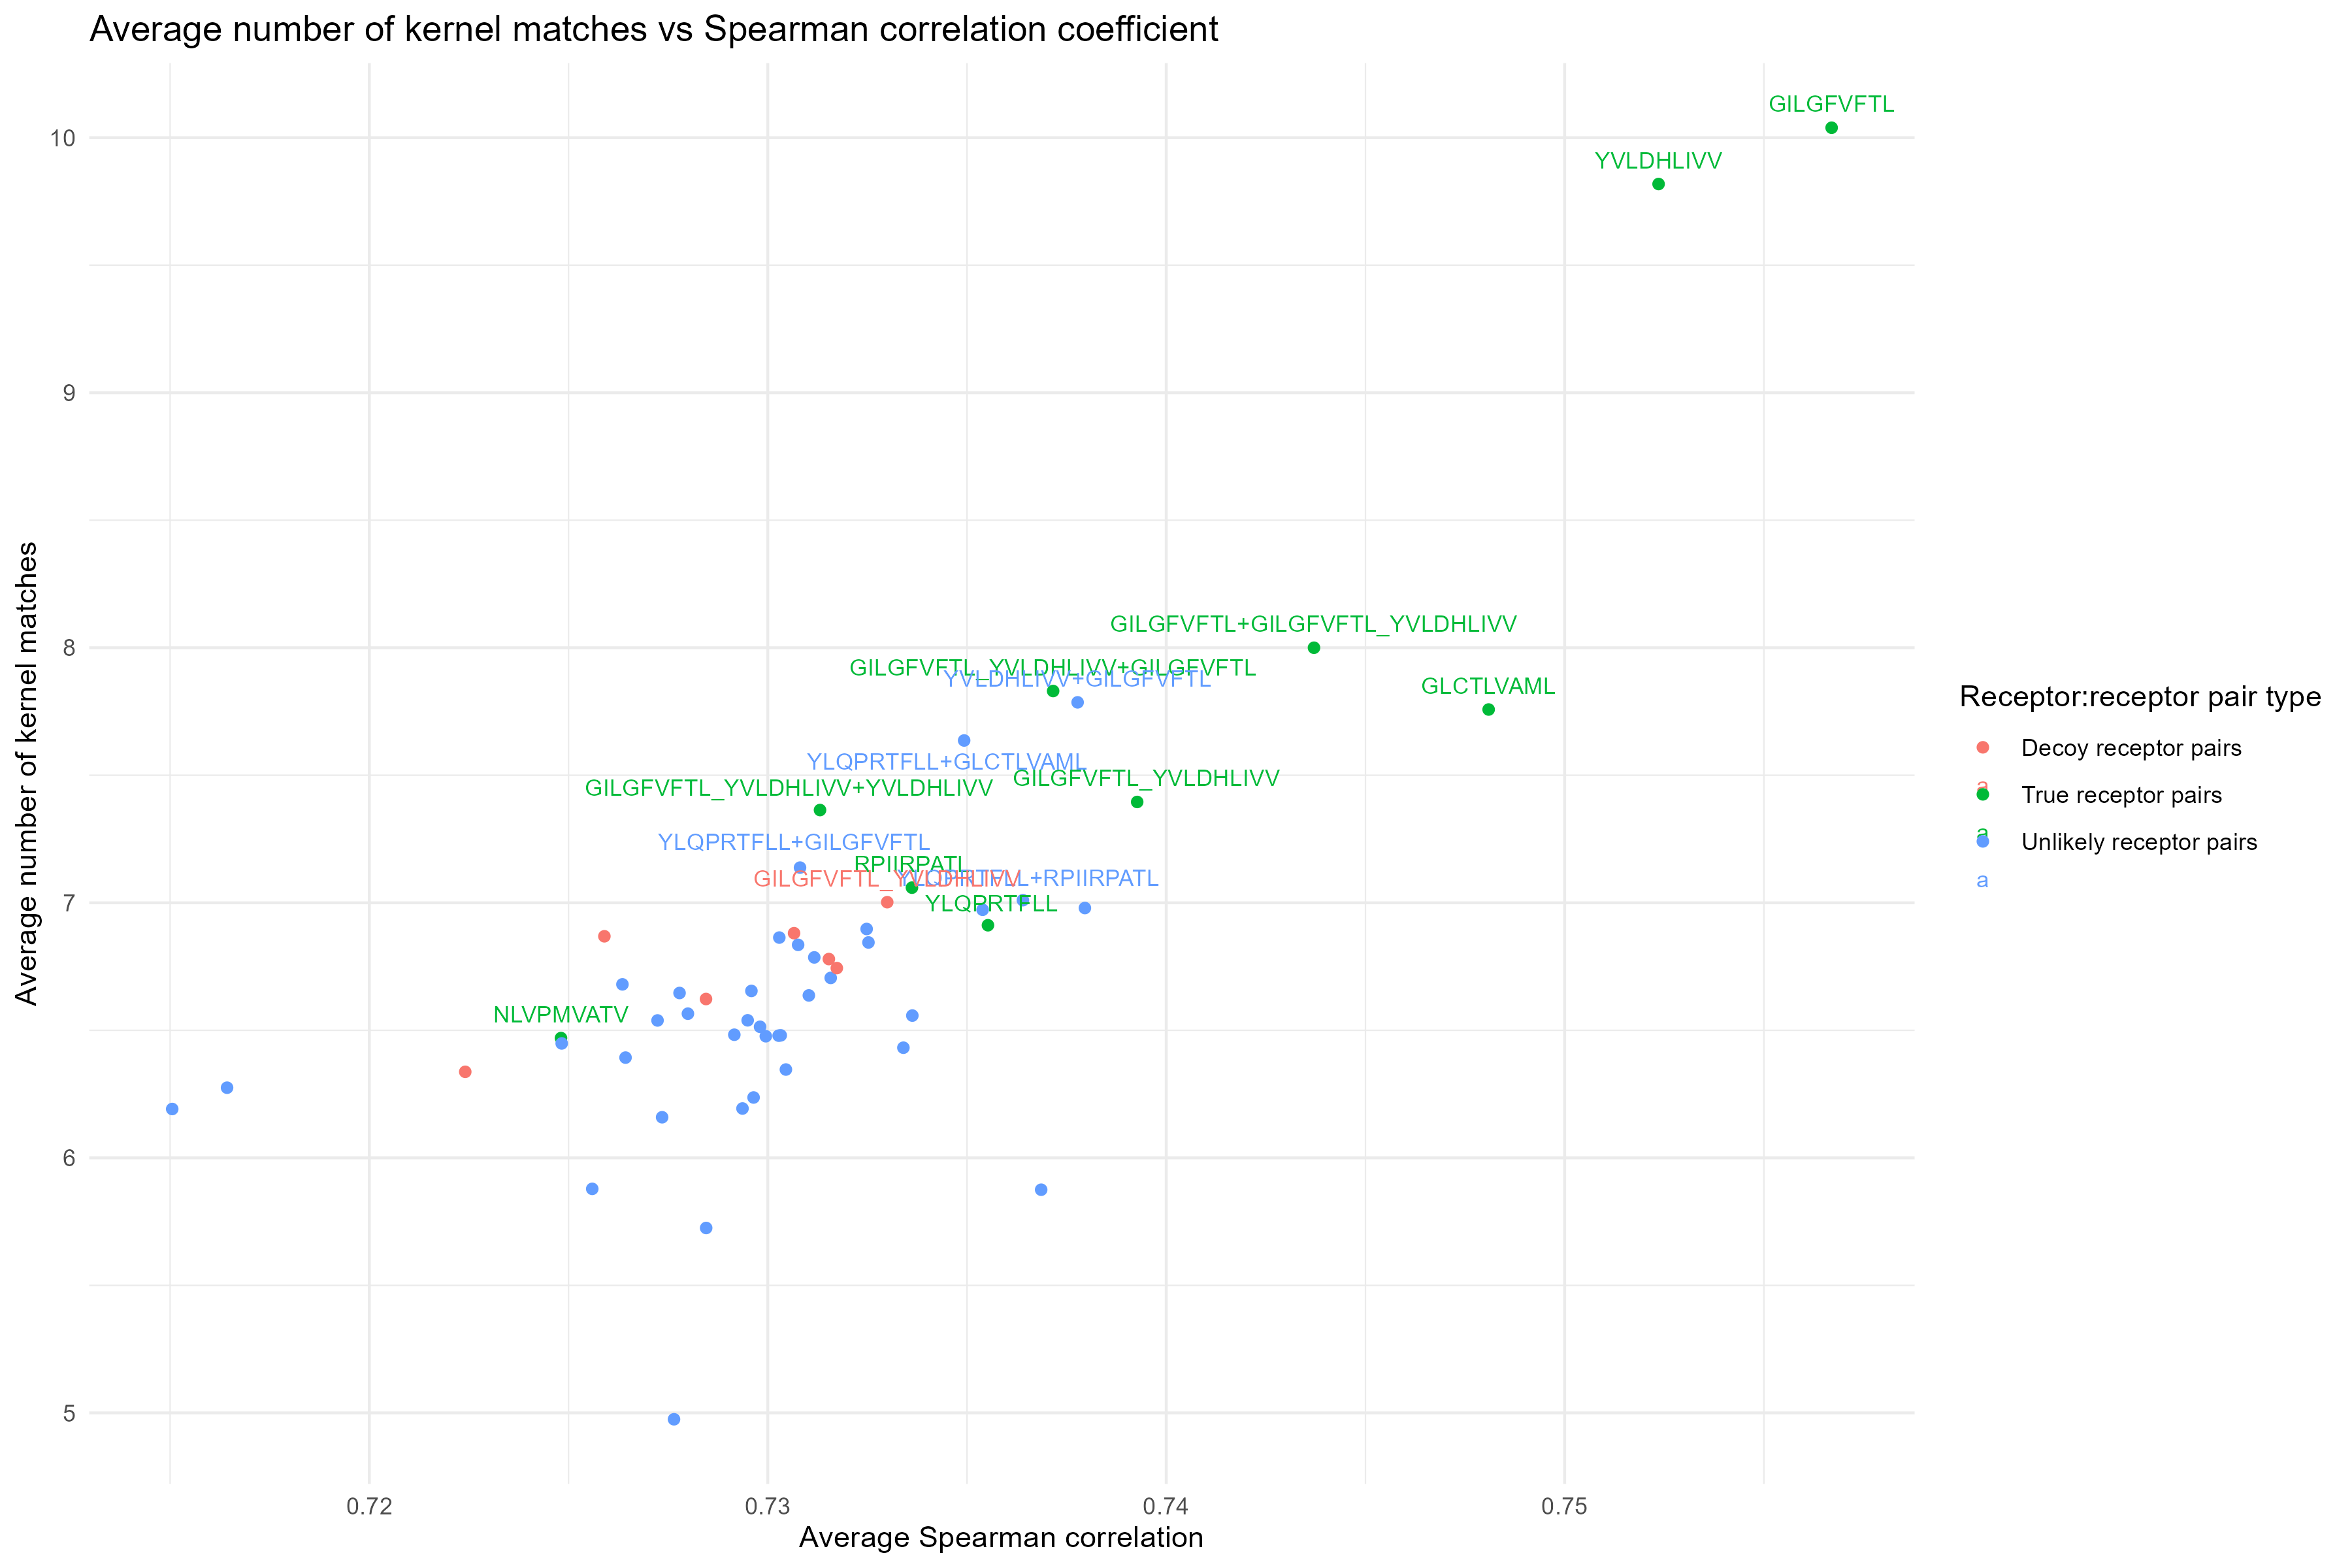 Average number of kernel matches vs Spearman correlation coefficient
GILGFVFTL
10
YVLDHLIVV
9
GILGFVFTL+GILGFVFTL_YVLDHLIVV
8
GILGFVFTL_YVLDHLIVV+GILGFVFTL
YVLDHLIVV+GILGFVFTL
GLCTLVAML
YLQPRTFLL+GLCTLVAML
GILGFVFTL_YVLDHLIVV
GILGFVFTL_YVLDHLIVV+YVLDHLIVV
YLQPRTFLL+GILGFVFTL
RPIIRPATL
GILGFVFTL_YVLDHLIVV
YLQPRTFLL+RPIIRPATL
7
YLQPRTFLL
NLVPMVATV
6
5
0.72
0.73
0.74
0.75
Average Spearman correlation
Average number of kernel matches
Receptor:receptor pair type
Decoy receptor pairs
a
True receptor pairs
a
Unlikely receptor pairs
a